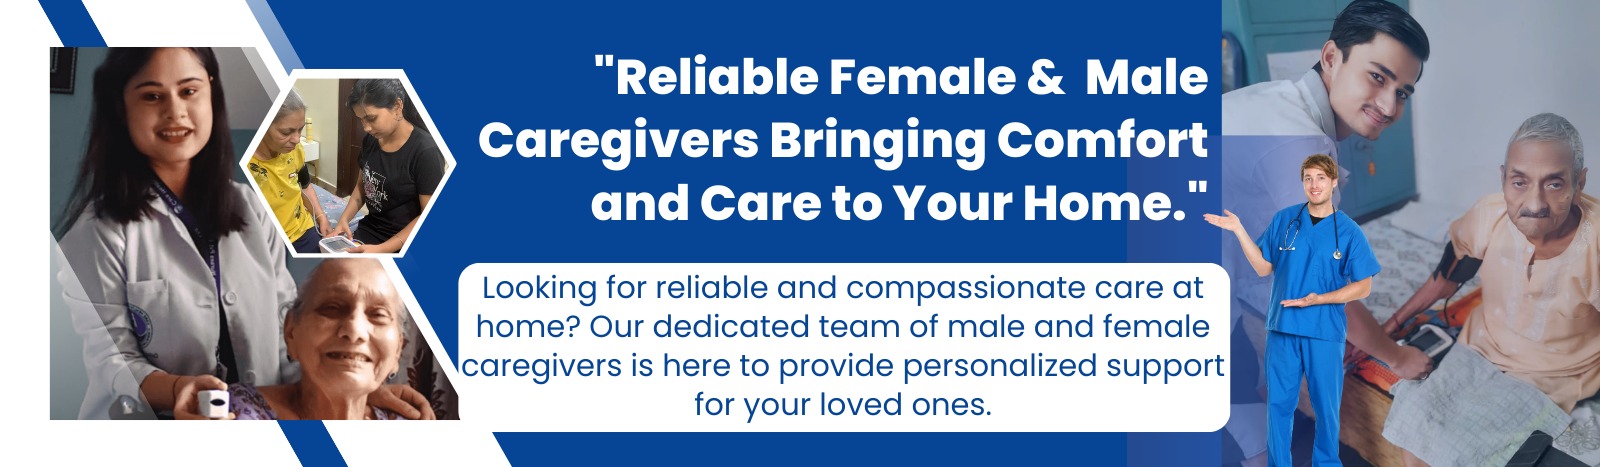 "Reliable Female &  Male
Caregivers Bringing Comfort
and Care to Your Home."
Looking for reliable and compassionate care at
home? Our dedicated team of male and female
caregivers is here to provide personalized support
for your loved ones.